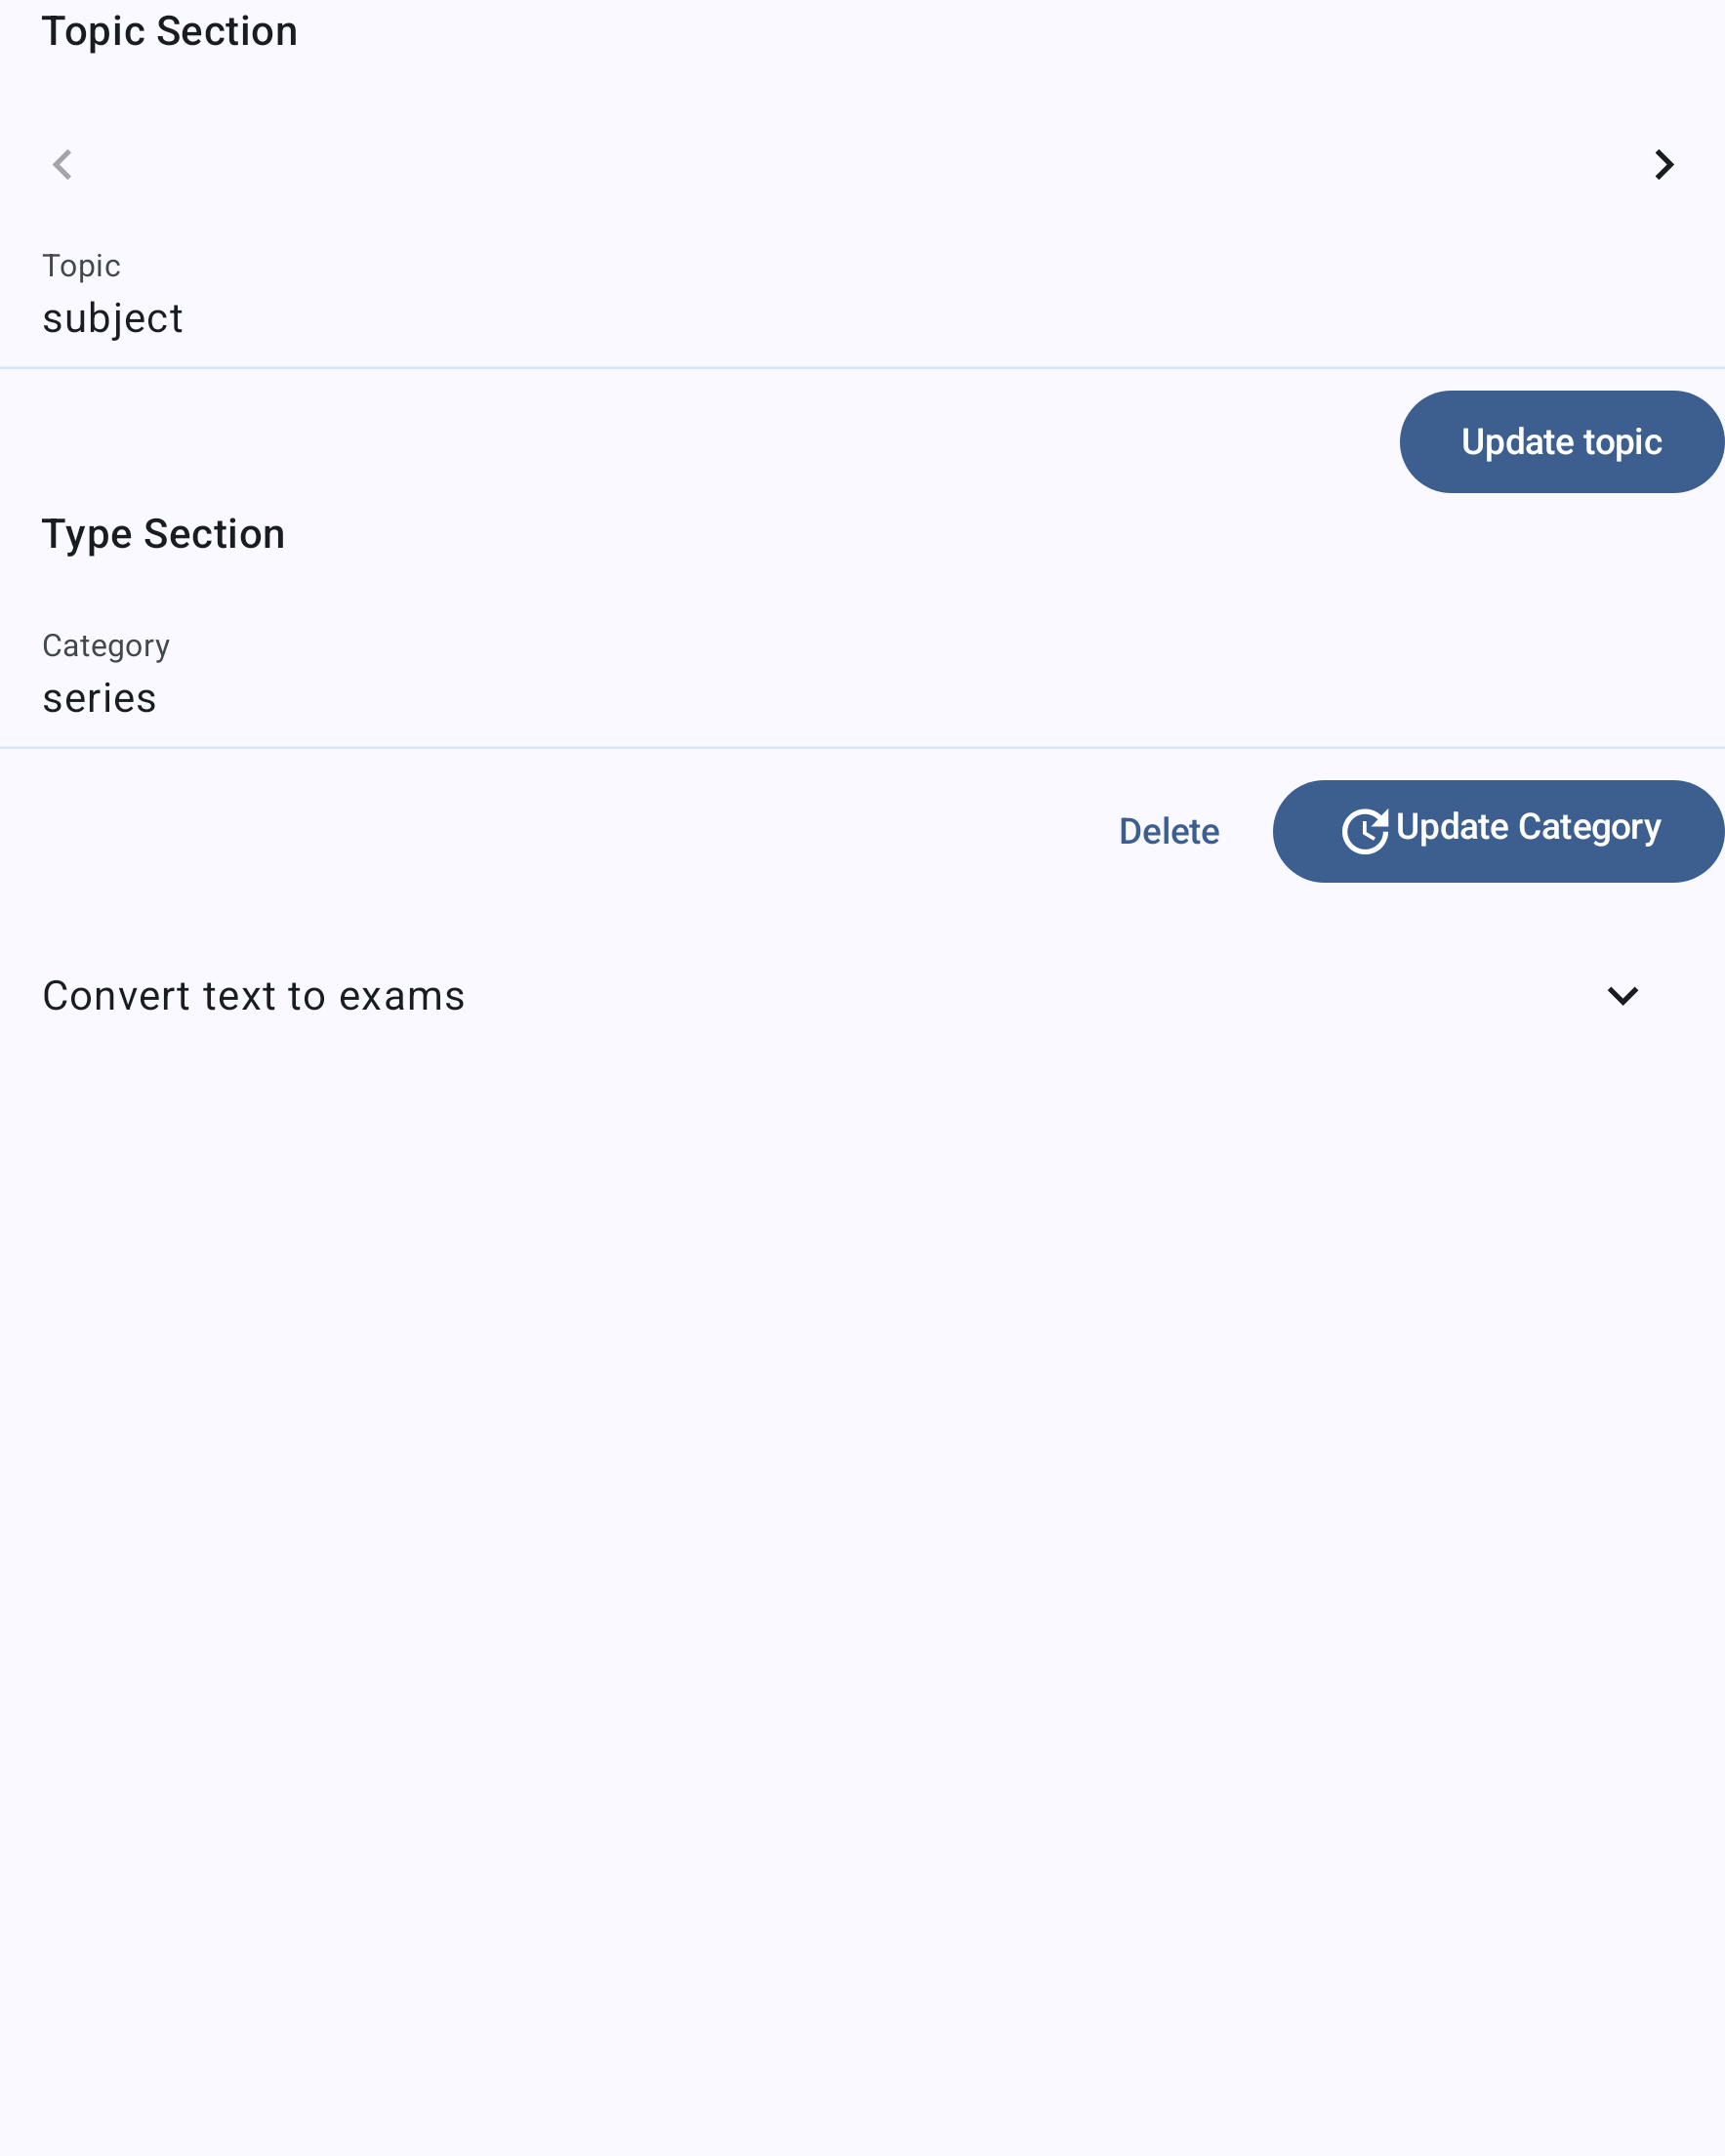 Topic Section
Topic
subject
Update topic
Type Section
Category
series
Delete
Update Category
Convert text to exams